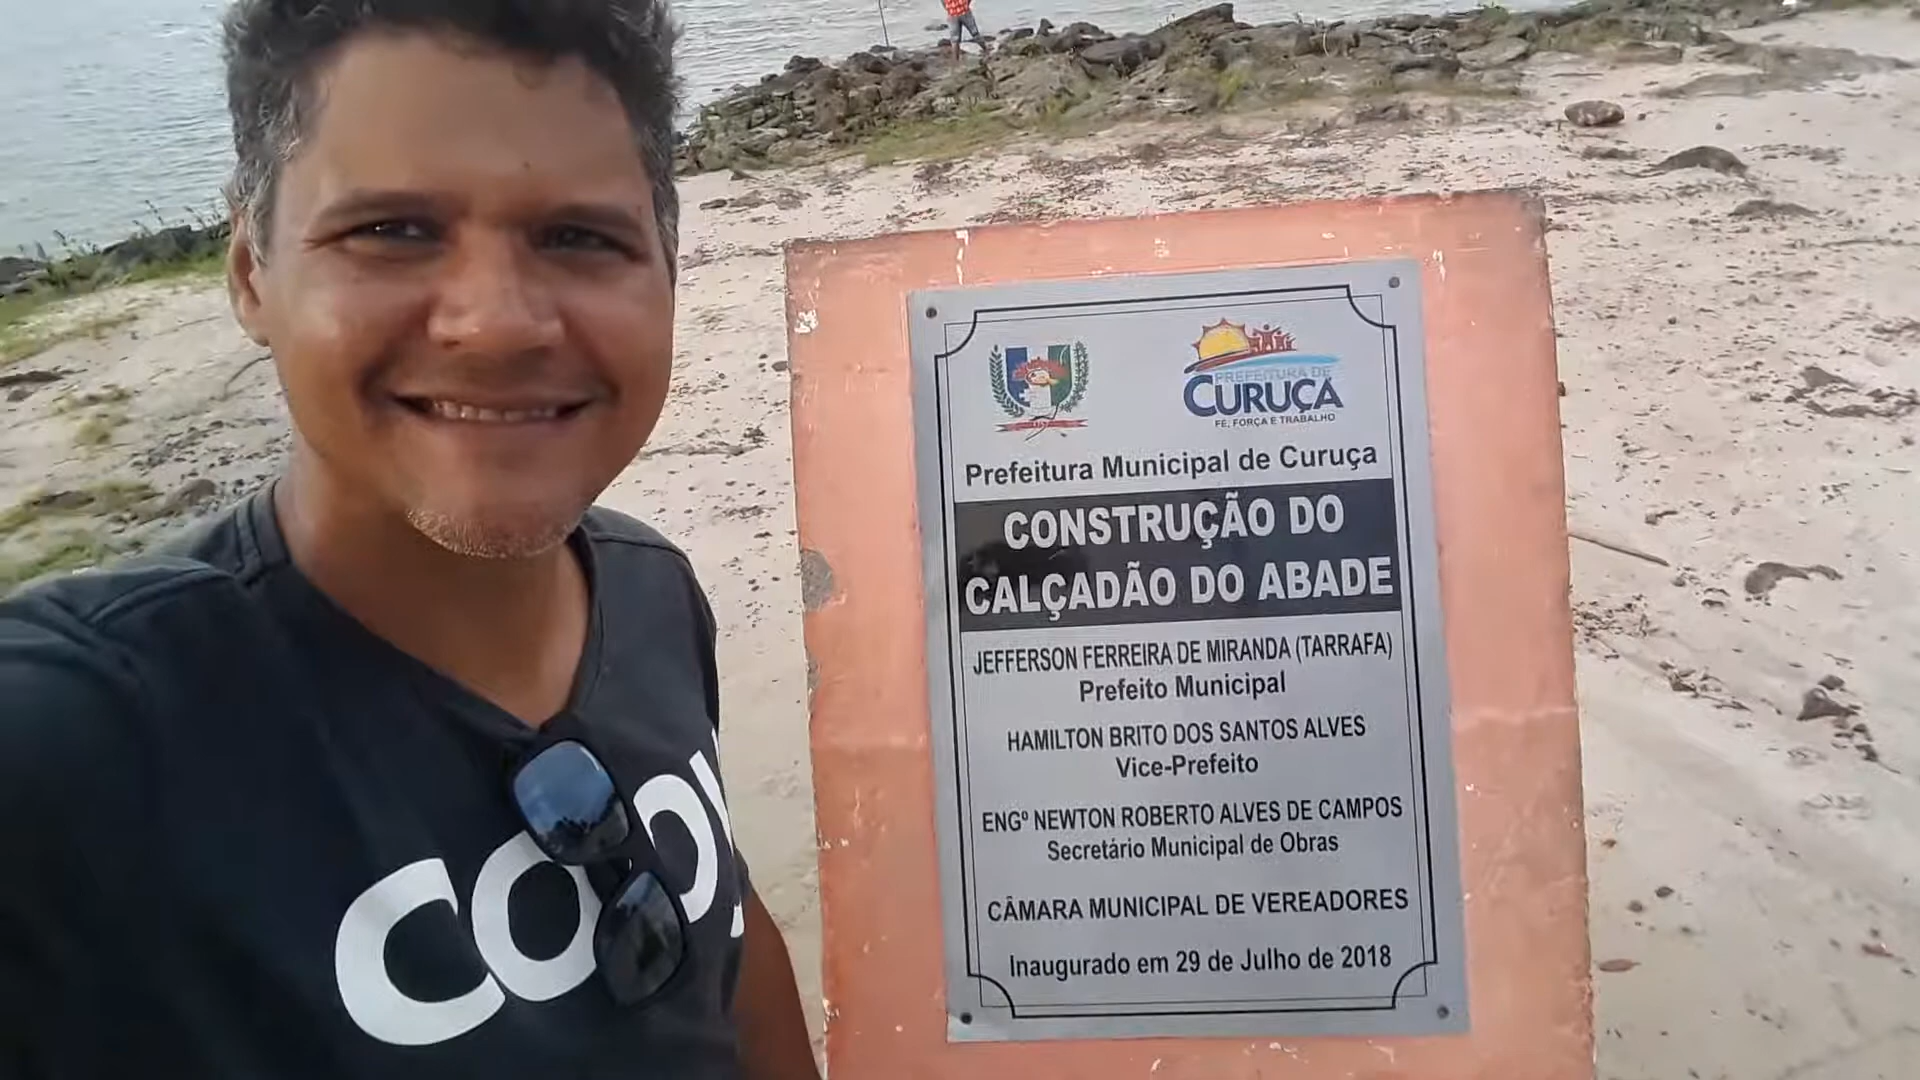 PREFEITURA DE
CURUÇA
FÉ, FORÇA E TRABALHO
Prefeitura Municipal de Curuça
CONSTRUÇÃO DO
CALÇADÃO DO ABADE
JEFFERSON FERREIRA DE MIRANDA (TARRAFA)
Prefeito Municipal
HAMILTON BRITO DOS SANTOS ALVES
Vice-Prefeito
ENGº NEWTON ROBERTO ALVES DE CAMPOS
Secretário Municipal de Obras
CÂMARA MUNICIPAL DE VEREADORES
Inaugurado em 29 de Julho de 2018